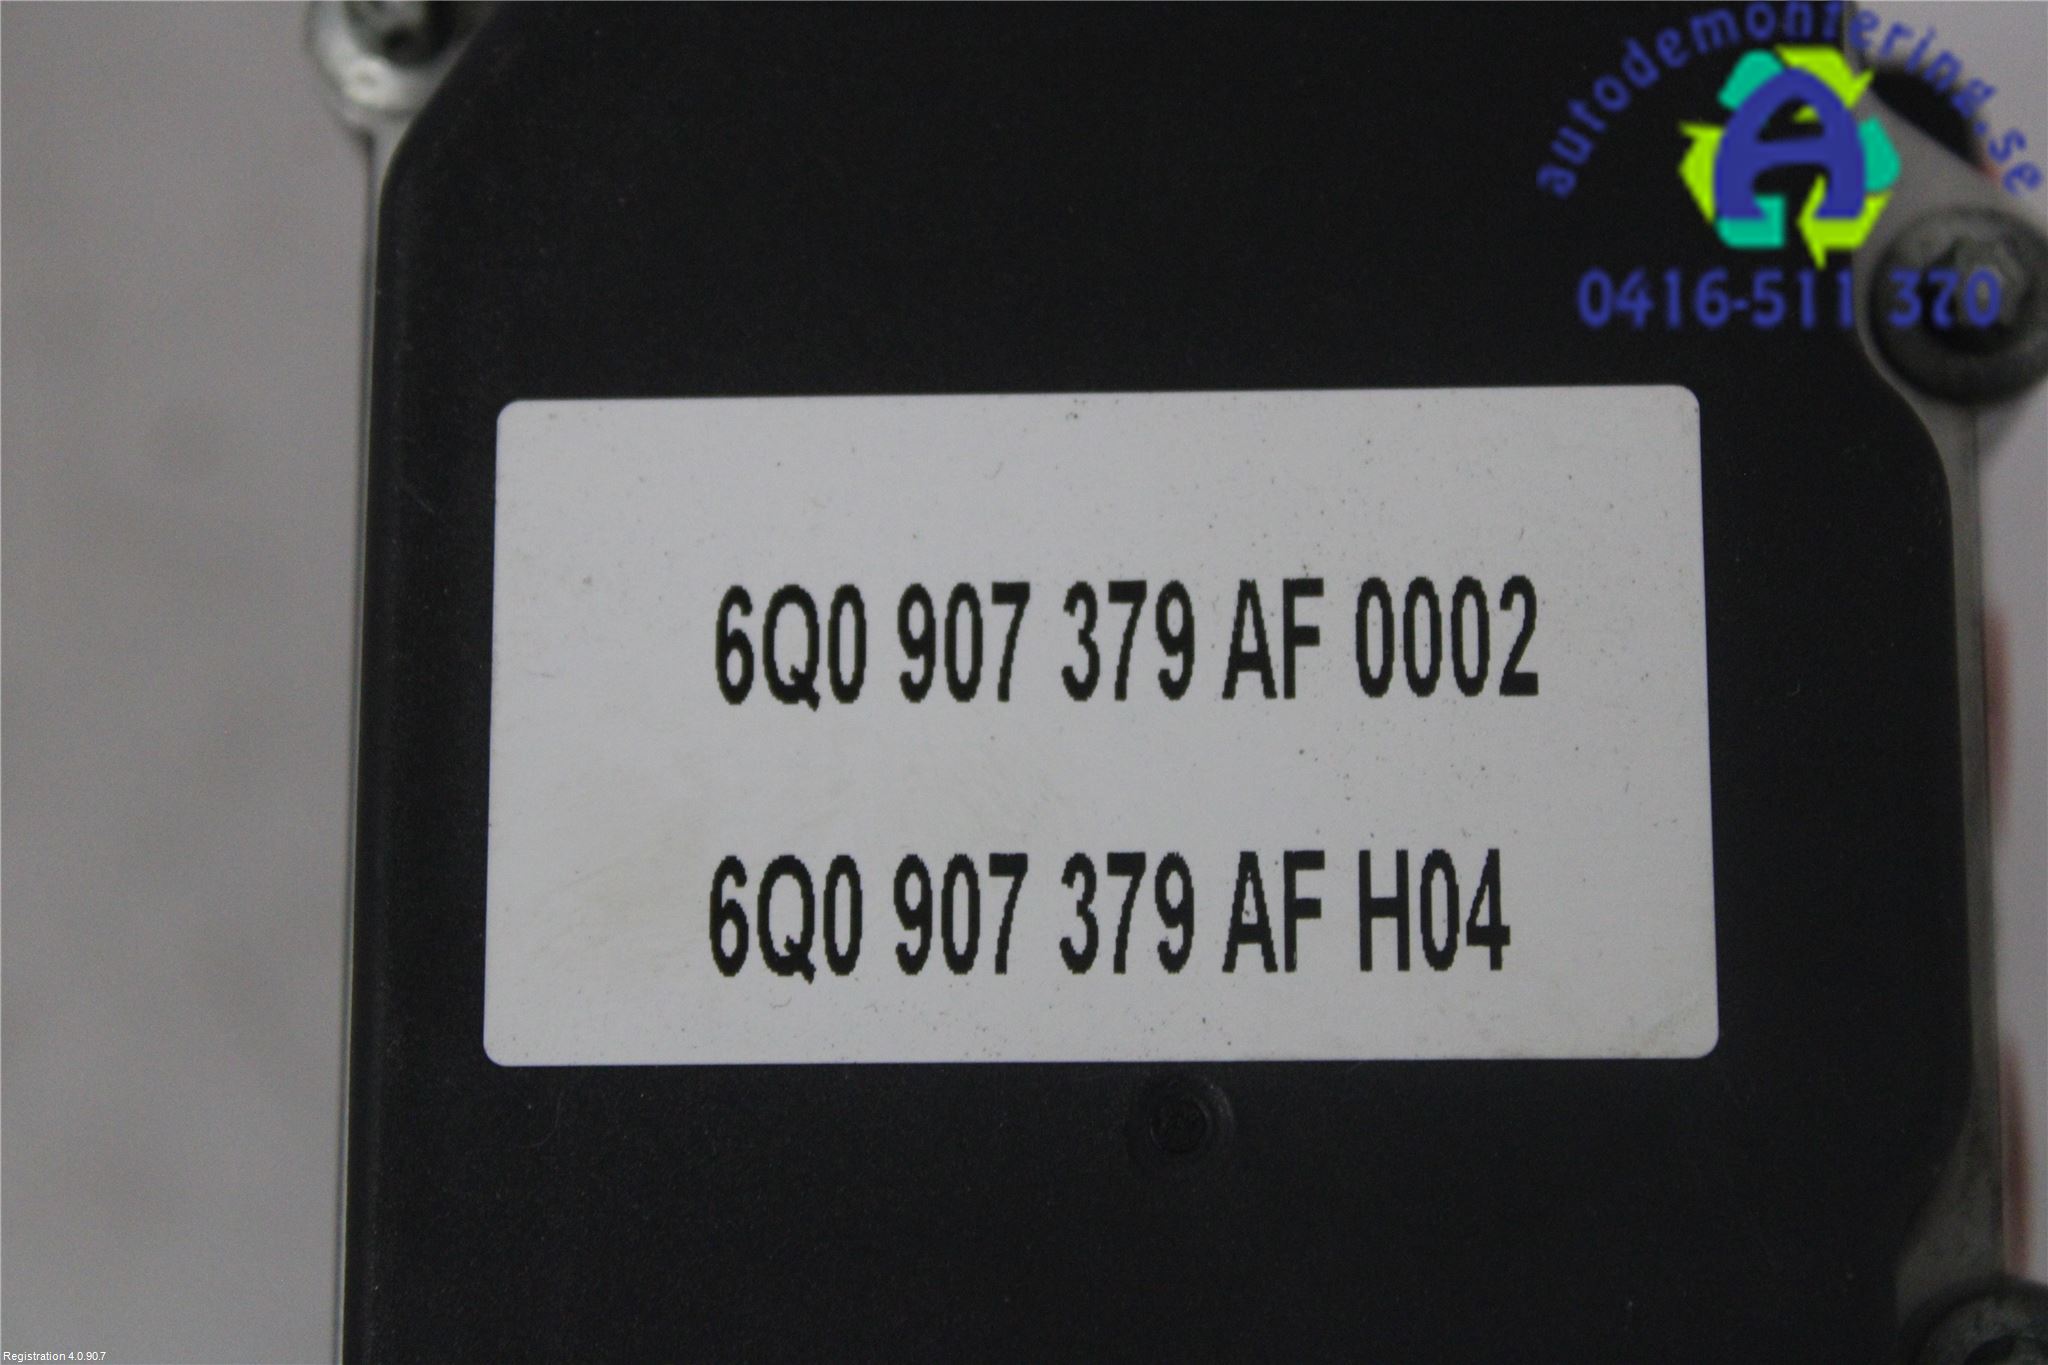 autodemontering.se
A
0416-511 370
6Q0 907 379 AF 0002
6Q0 907 379 AF H04
Registration 4.0.90.7